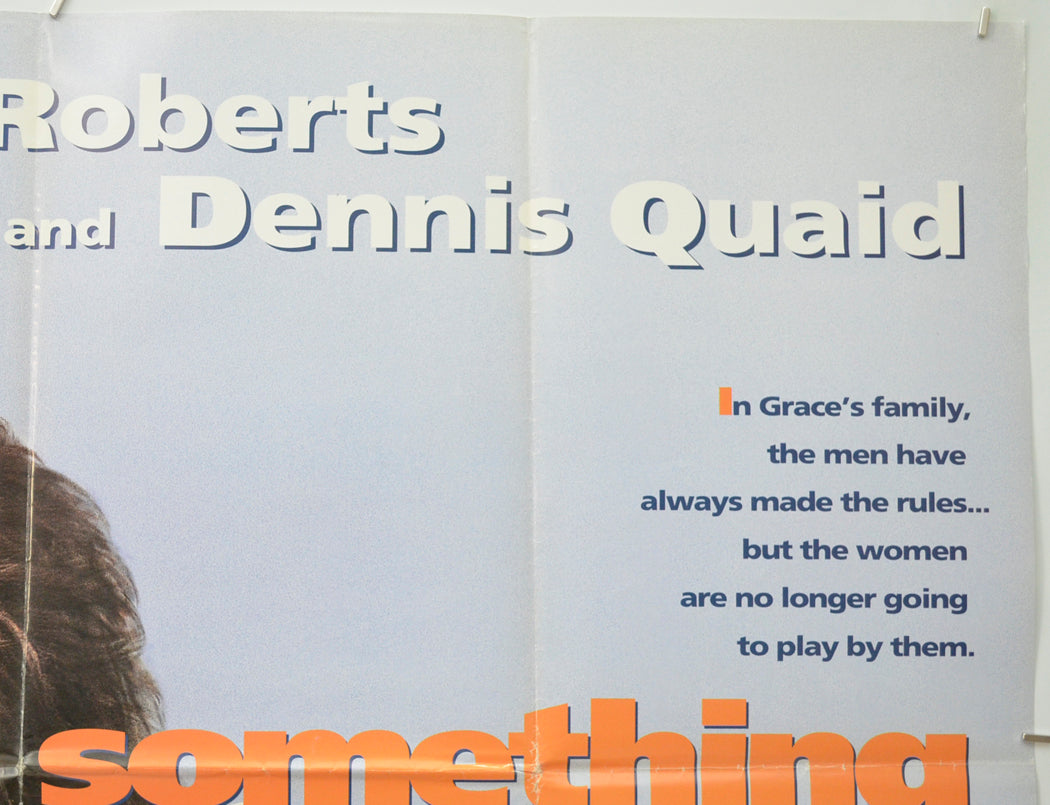 Roberts
and Dennis Quaid
In Grace's family,
the men have
always made the rules...
but the women
are no longer going
to play by them.
something